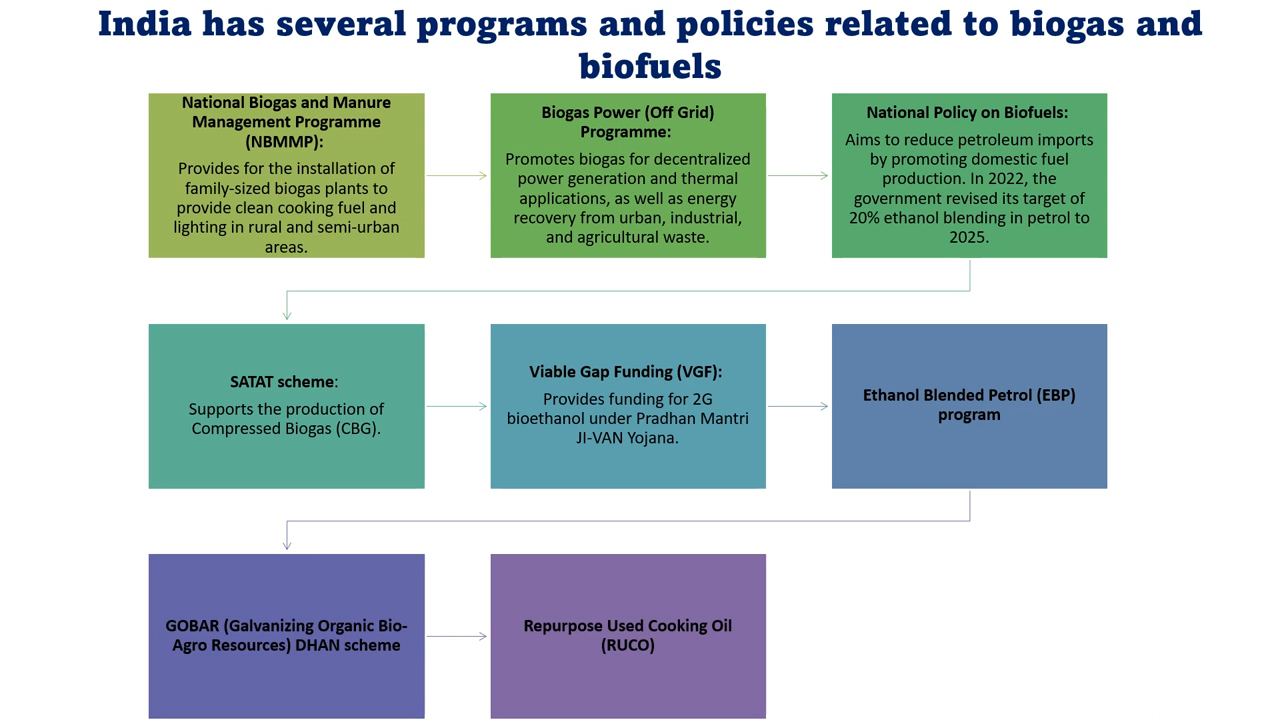 India has several programs and policies related to biogas and
biofuels
National Biogas and Manure
Management Programme
(NBMMP):
Provides for the installation of
family-sized biogas plants to
provide clean cooking fuel and
lighting in rural and semi-urban
areas.
Biogas Power (Off Grid)
Programme:
Promotes biogas for decentralized
power generation and thermal
applications, as well as energy
recovery from urban, industrial,
and agricultural waste.
National Policy on Biofuels:
Aims to reduce petroleum imports
by promoting domestic fuel
production. In 2022, the
government revised its target of
20% ethanol blending in petrol to
2025.
SATAT scheme:
Supports the production of
Compressed Biogas (CBG).
Viable Gap Funding (VGF):
Provides funding for 2G
bioethanol under Pradhan Mantri
JI-VAN Yojana.
Ethanol Blended Petrol (EBP)
program
GOBAR (Galvanizing Organic Bio-
Agro Resources) DHAN scheme
Repurpose Used Cooking Oil
(RUCO)